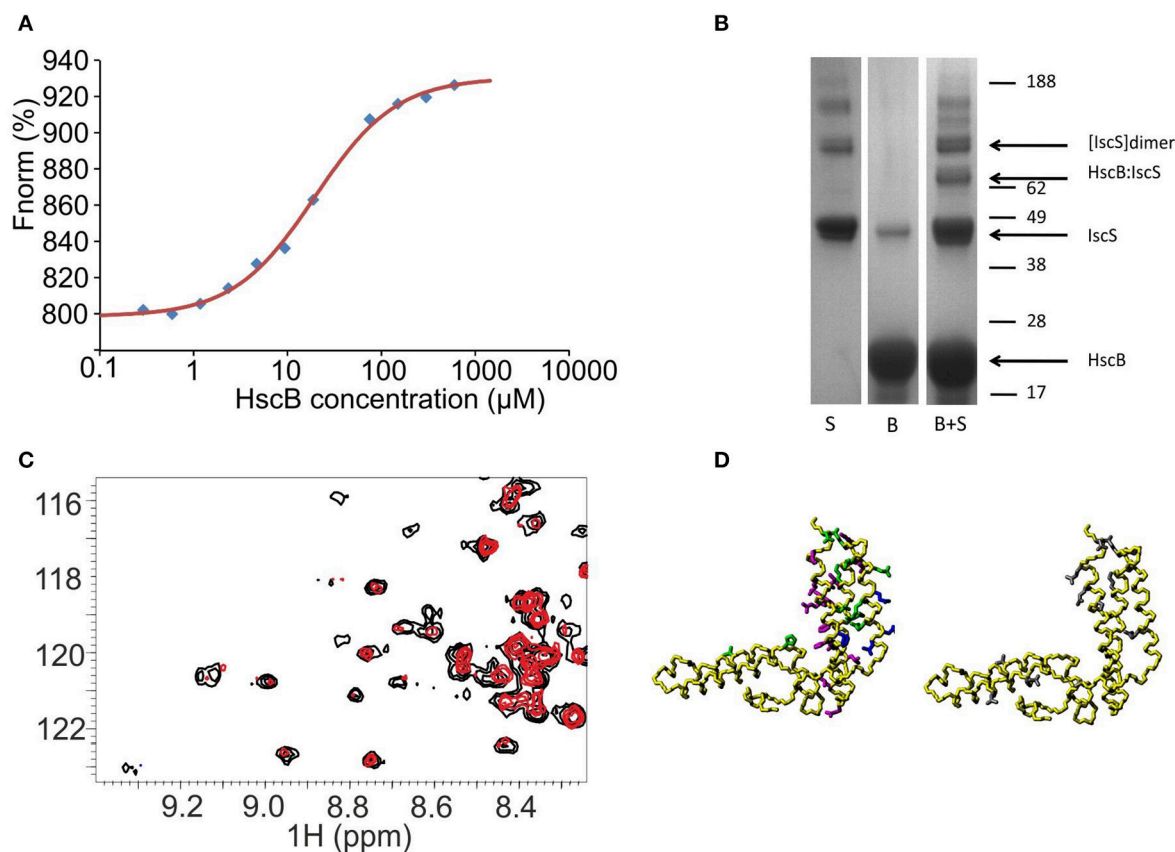 A
940
920
900
880
860
840
820
800
Fnorm (%)
0.1
1
10
100
1000
10000
HscB concentration (µM)
B
188
[IscS]dimer
HscB:IscS
62
49
IscS
38
28
HscB
17
S
B
B+S
C
116
118
120
122
9.2
9.0
8.8
8.6
8.4
1H (ppm)
D